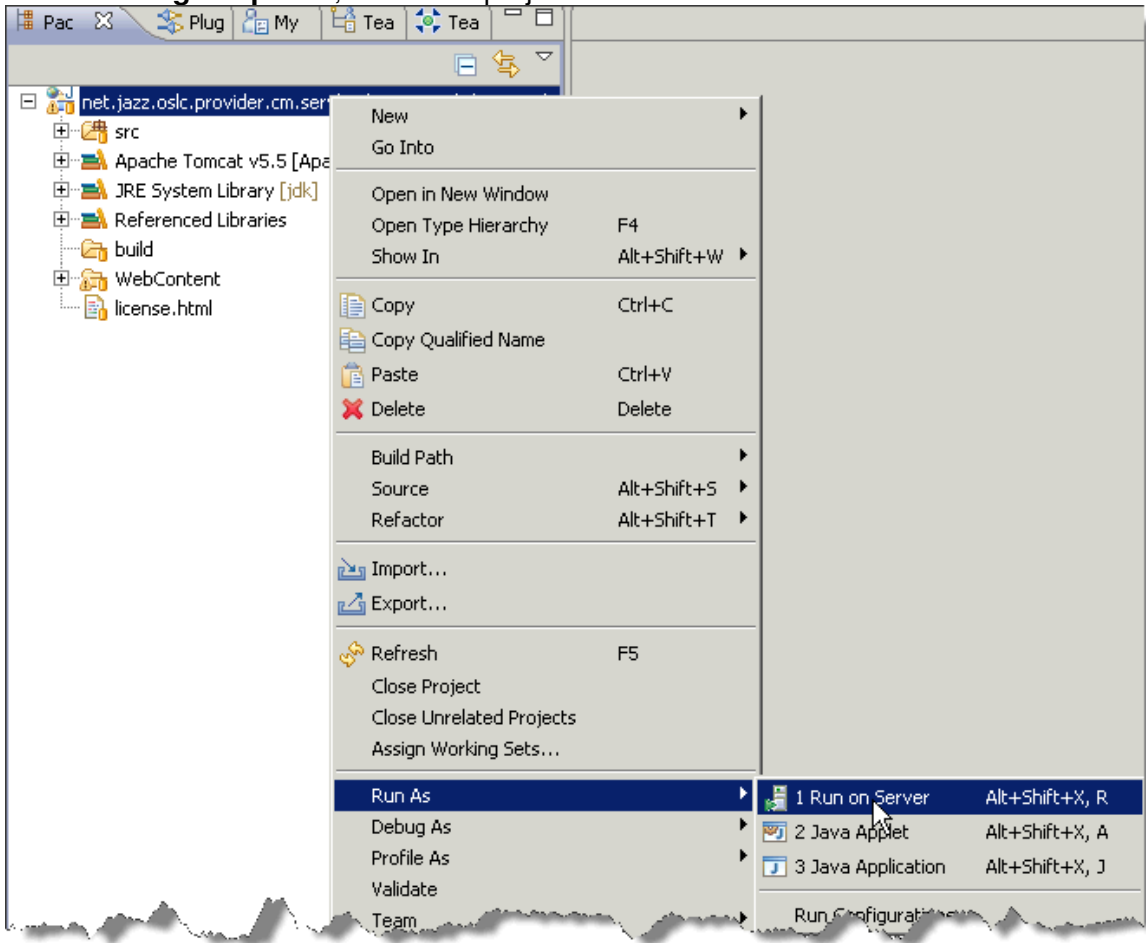 Pac Plug My Tea Tea
net.jazz.oslc.provider.cm.ser
src
Apache Tomcat v5.5 [Apa
JRE System Library [jdk]
Referenced Libraries
build
WebContent
license.html
New
Go Into
Open in New Window
Open Type Hierarchy F4
Show In Alt+Shift+W
Copy Ctrl+C
Copy Qualified Name
Paste Ctrl+V
Delete Delete
Build Path
Source Alt+Shift+S
Refactor Alt+Shift+T
Import...
Export...
Refresh F5
Close Project
Close Unrelated Projects
Assign Working Sets...
Run As
Debug As
Profile As
Validate
Team
1 Run on Server Alt+Shift+X, R
2 Java Applet Alt+Shift+X, A
3 Java Application Alt+Shift+X, J
Run Configurations